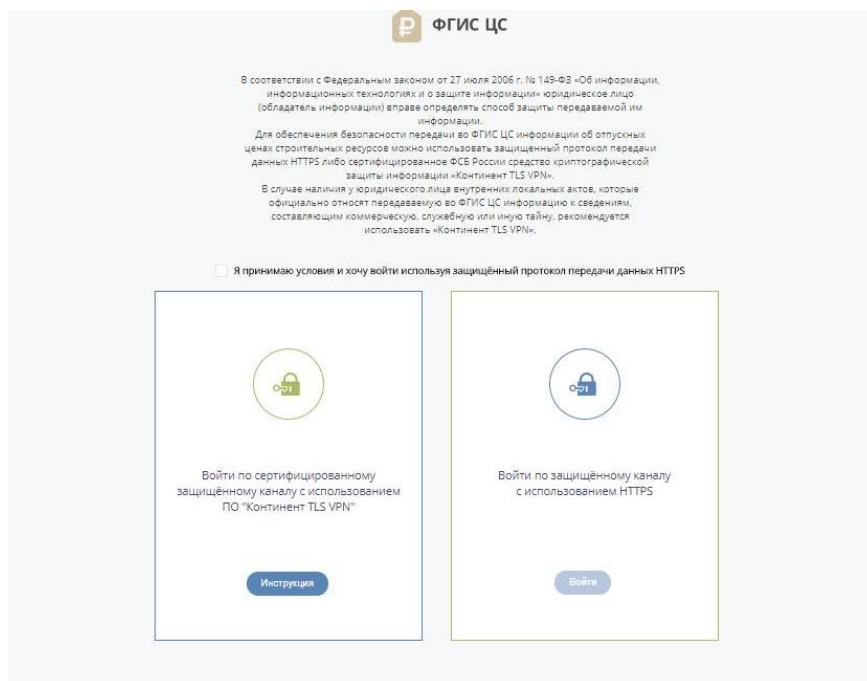 ФГИС ЦС
В соответствии с Федеральным законом от 27 июля 2006 г. № 149-ФЗ «Об информации,
информационных технологиях и о защите информации» юридическое лицо
(обладатель информации) вправе определять способ защиты передаваемой им
информации.
Для обеспечения безопасности передачи во ФГИС ЦС информации об отпускных
ценах строительных ресурсов можно использовать защищенный протокол передачи
данных HTTPS либо сертифицированное ФСБ России средство криптографической
защиты информации «Континент TLS VPN».
В случае наличия у юридического лица внутренних локальных актов, которые
официально относят передаваемую во ФГИС ЦС информацию к сведениям,
составляющим коммерческую, служебную или иную тайну, рекомендуется
использовать «Континент TLS VPN».
Я принимаю условия и хочу войти используя защищённый протокол передачи данных HTTPS
Войти по сертифицированному
защищённому каналу с использованием
ПО "Континент TLS VPN"
Инструкция
Войти по защищённому каналу
с использованием HTTPS
Войти